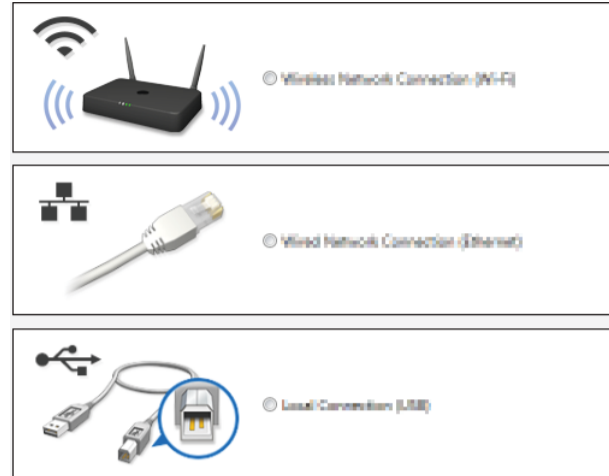 Wireless Network Connection (Wi-Fi)
Wired Network Connection (Ethernet)
Local Connection (USB)